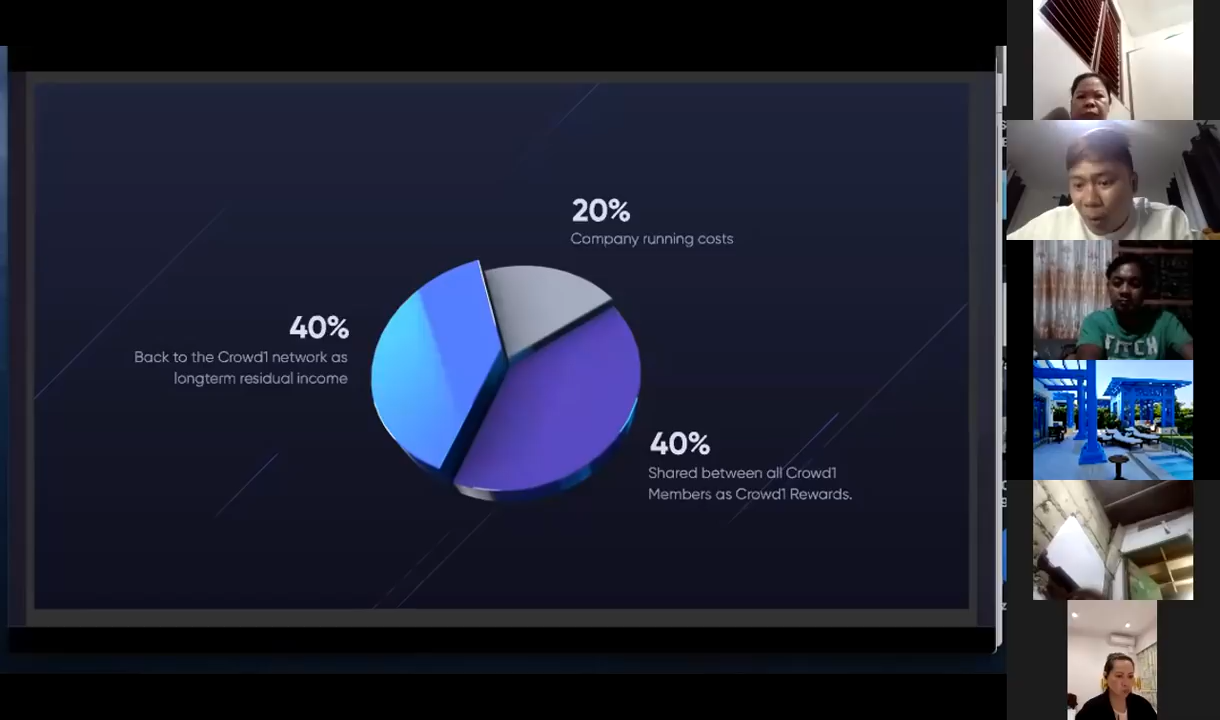 20%
Company running costs
40%
Back to the Crowd1 network as
longterm residual income
40%
Shared between all Crowd1
Members as Crowd1 Rewards.
FITCH